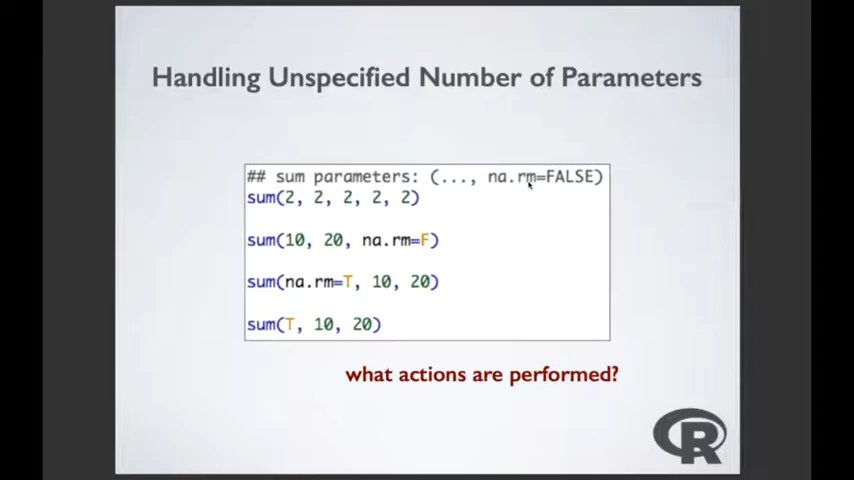 Handling Unspecified Number of Parameters
## sum parameters: (..., na.rm=FALSE)
sum(2, 2, 2, 2, 2)
sum(10, 20, na.rm=F)
sum(na.rm=T, 10, 20)
sum(T, 10, 20)
what actions are performed?
R